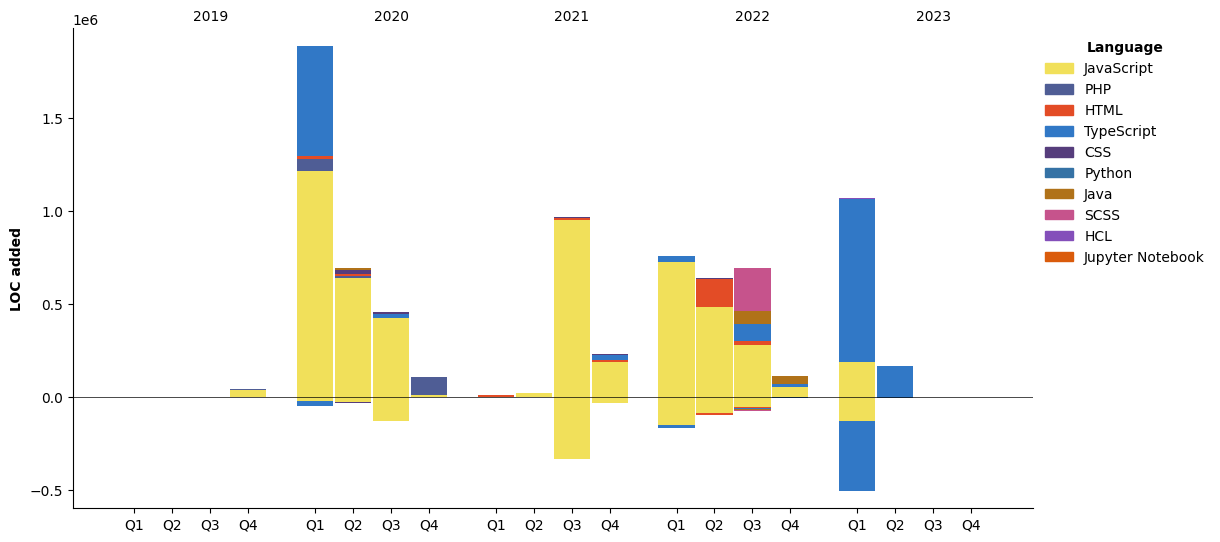 1e6
2019 2020 2021 2022 2023
LOC added
1.5
1.0
0.5
0.0
−0.5
Q1 Q2 Q3 Q4 Q1 Q2 Q3 Q4 Q1 Q2 Q3 Q4 Q1 Q2 Q3 Q4 Q1 Q2 Q3 Q4
Language
JavaScript
PHP
HTML
TypeScript
CSS
Python
Java
SCSS
HCL
Jupyter Notebook